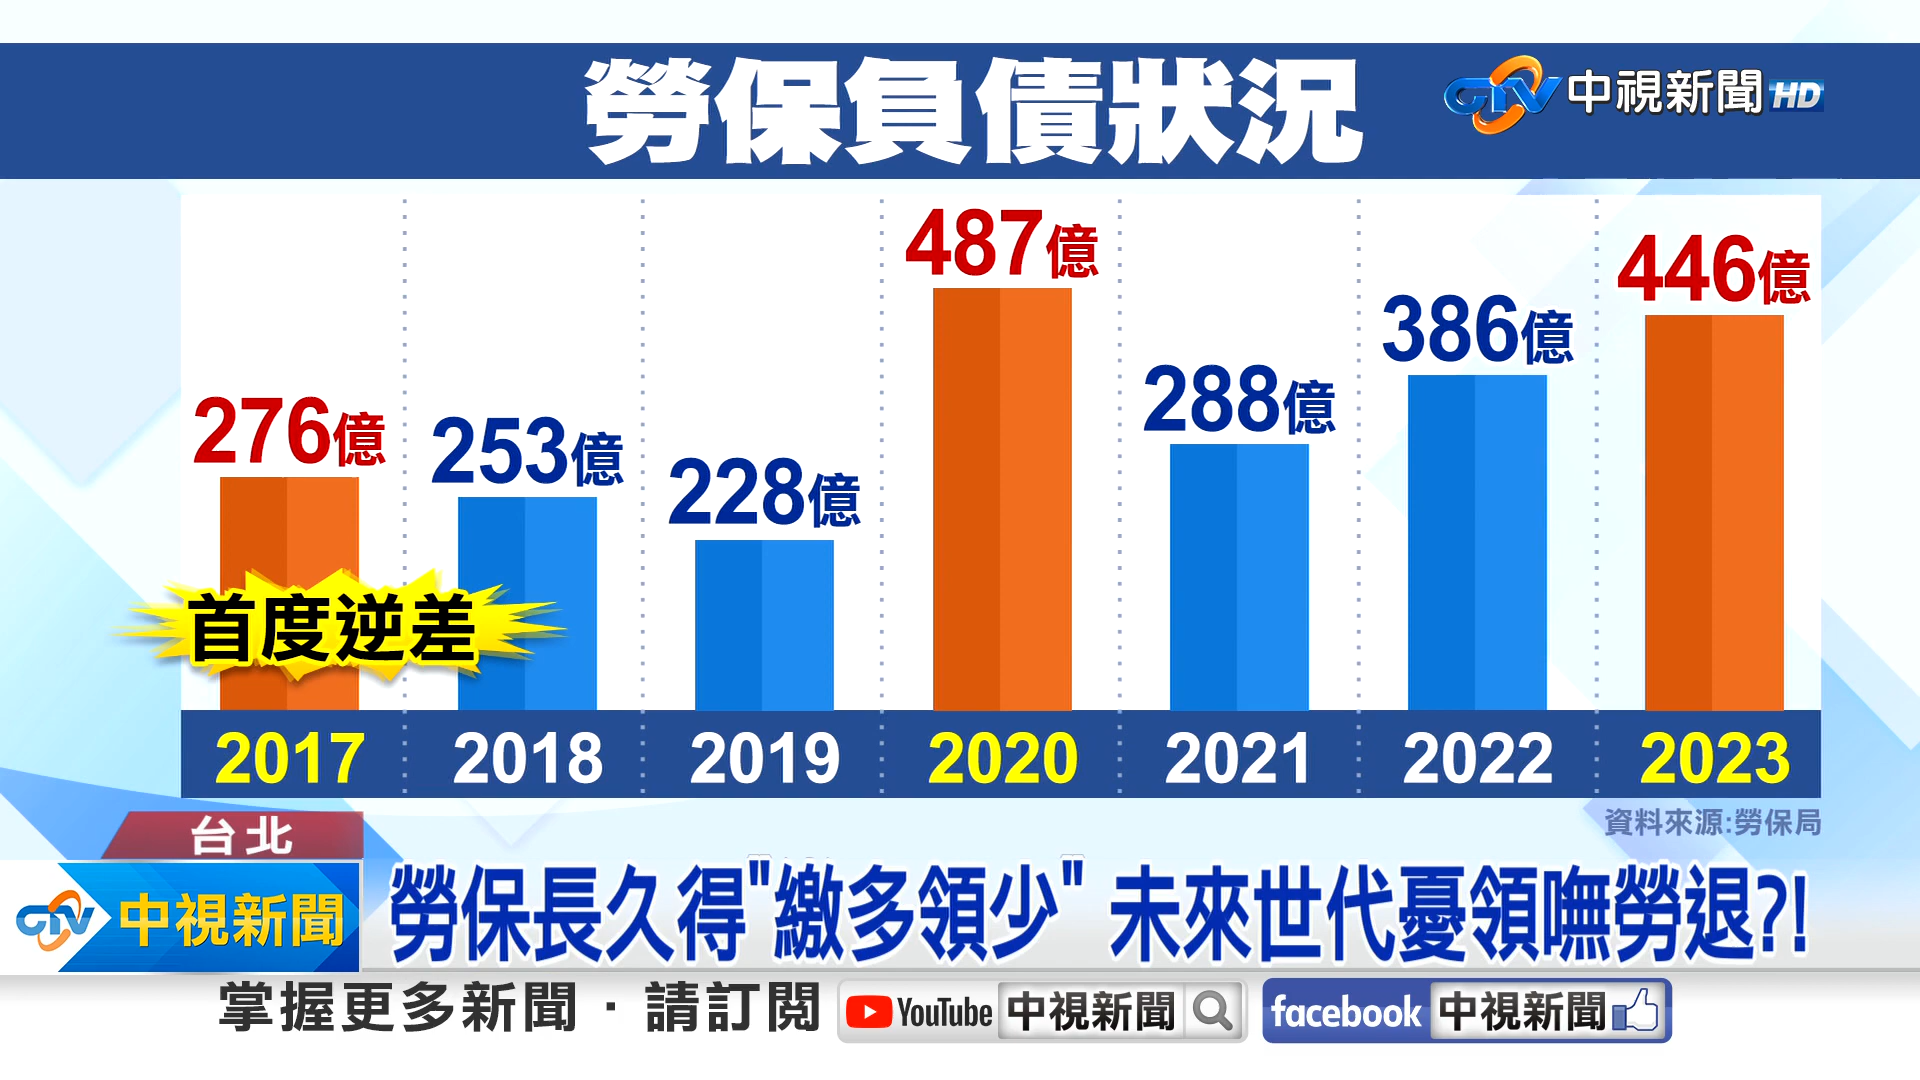 勞保負債狀況
CTV 中視新聞 HD
276億
253億
228億
487億
288億
386億
446億
首度逆差
2017
2018
2019
2020
2021
2022
2023
資料來源:勞保局
台北
CTV 中視新聞
勞保長久得"繳多領少" 未來世代憂領嘸勞退?!
掌握更多新聞·請訂閱 YouTube 中視新聞 facebook 中視新聞